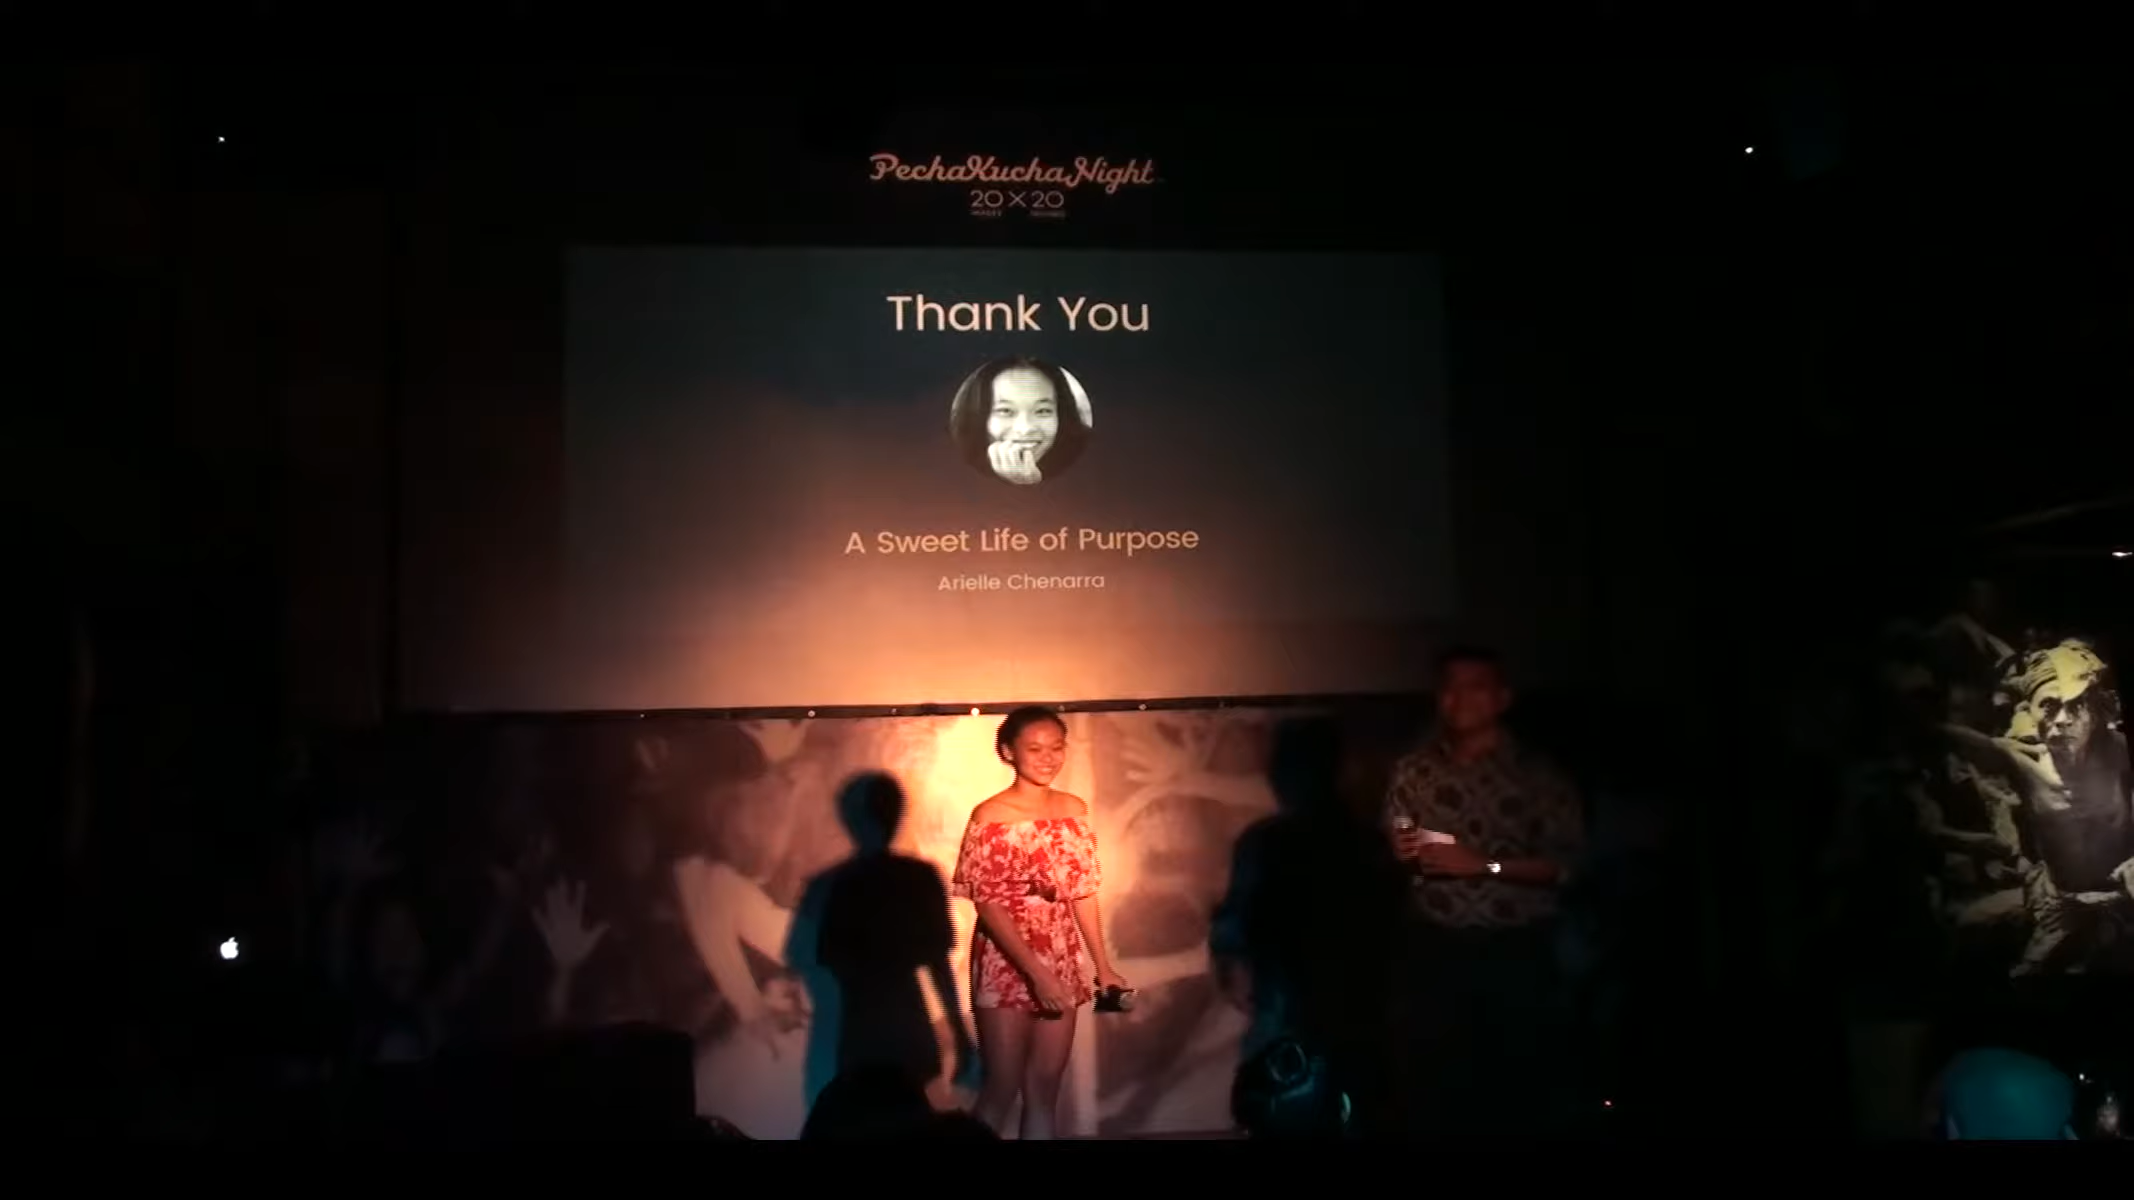 PechaKuchaNight
20×20
Thank You
A Sweet Life of Purpose
Arielle Chenarra